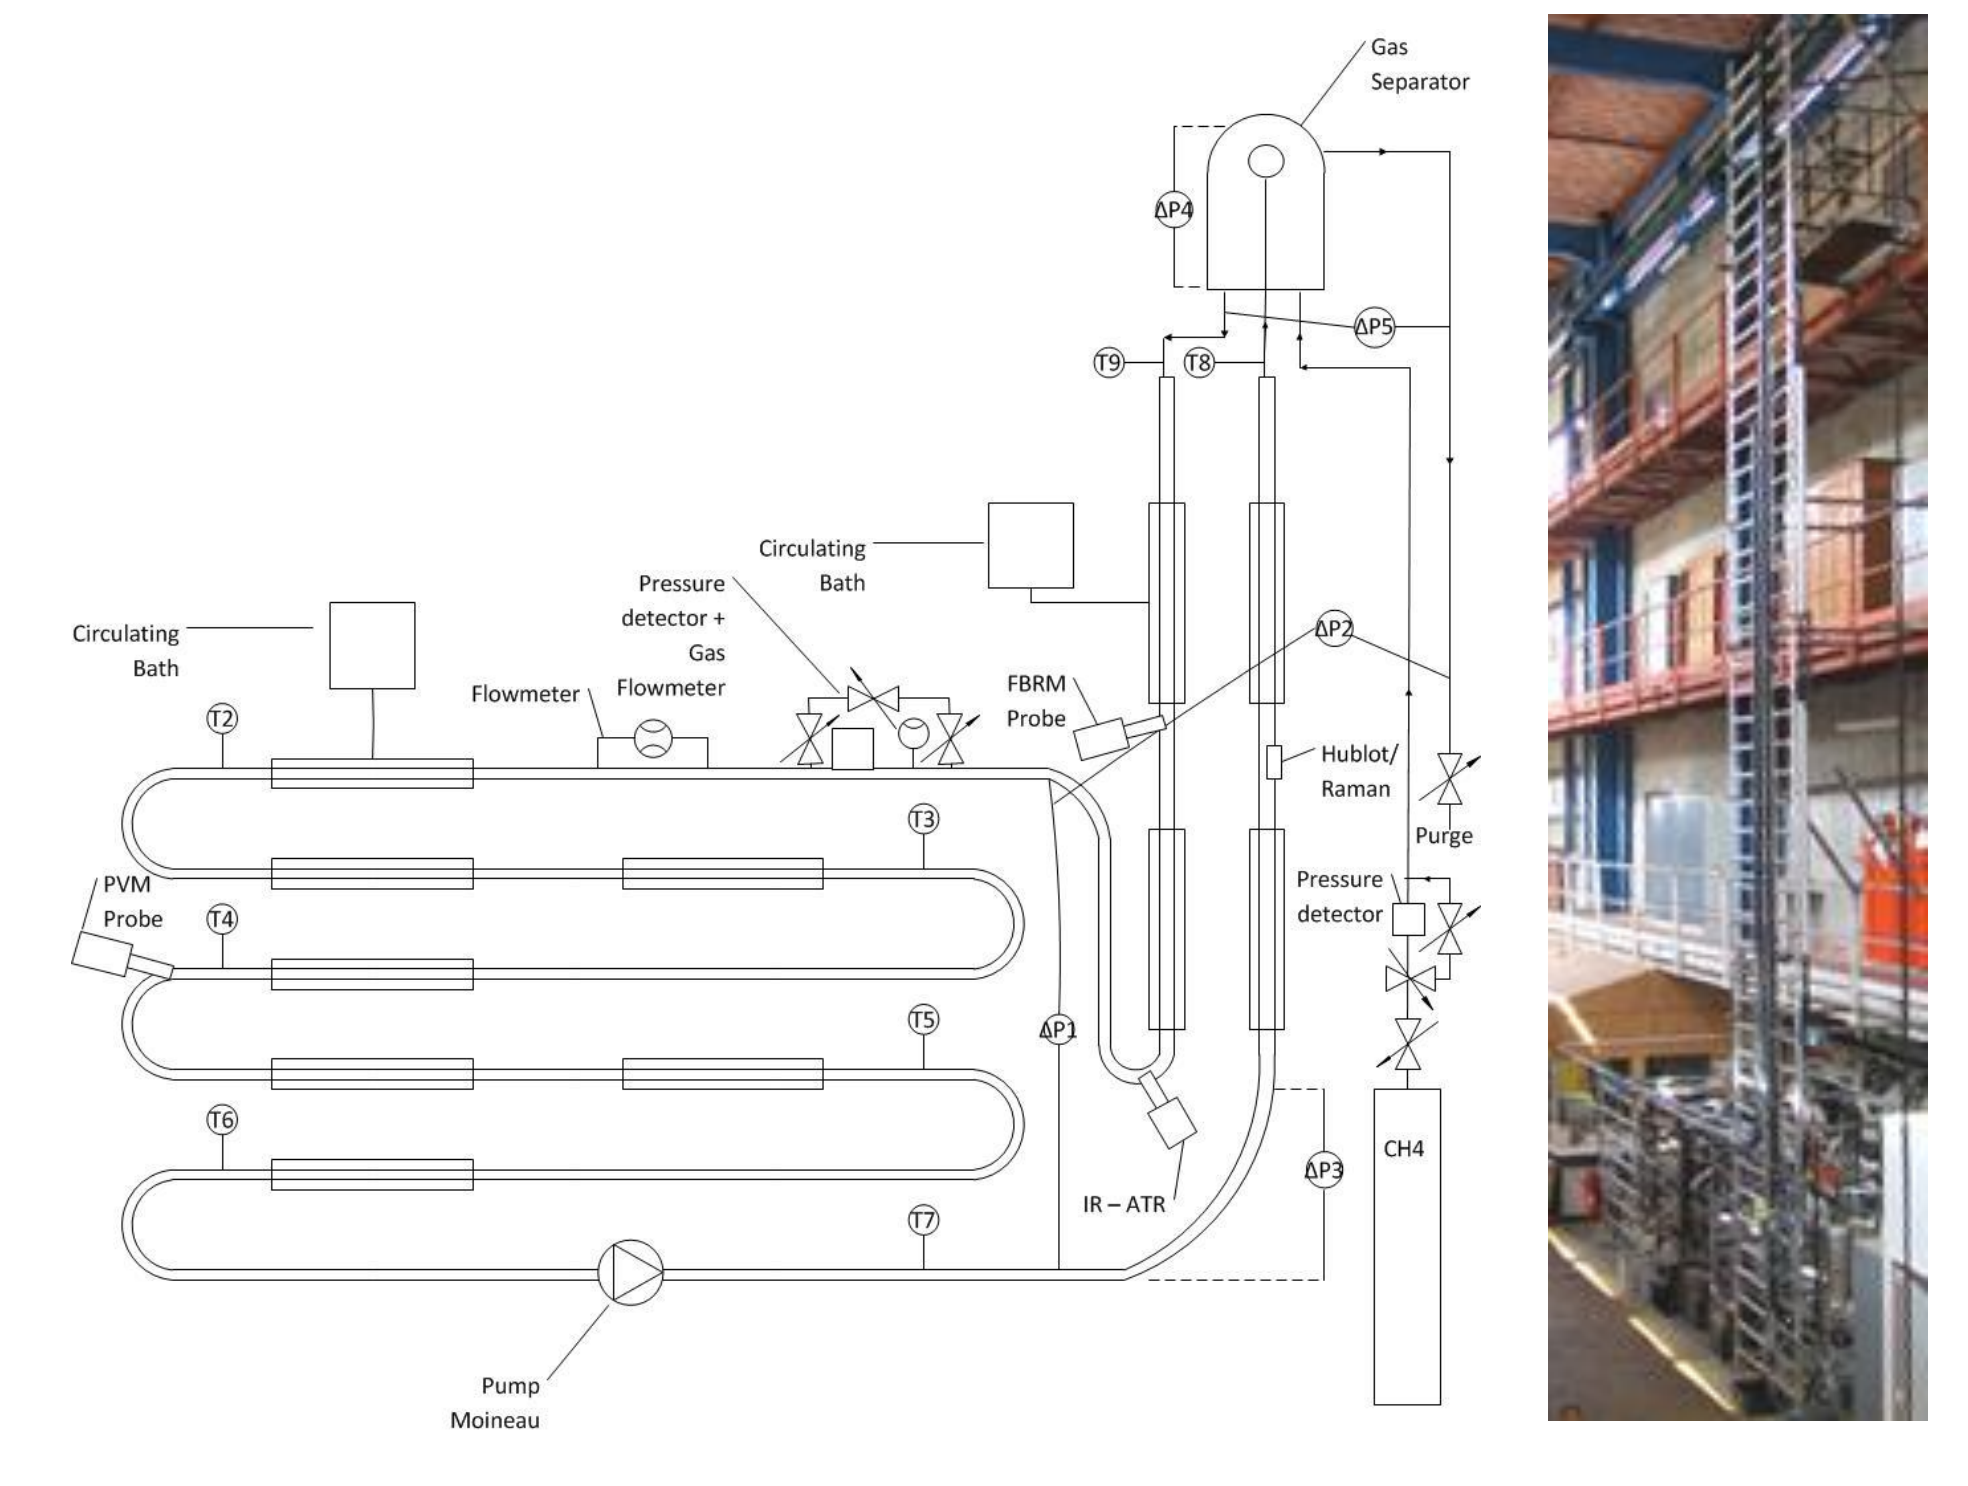 Gas
Separator
ΔP4
ΔP5
T9
T8
Circulating
Bath
Pressure
detector +
Gas
Flowmeter
Circulating
Bath
ΔP2
Flowmeter
FBRM
Probe
T2
Hublot/
Raman
T3
Purge
PVM
Probe
Pressure
detector
T4
T5
ΔP1
T6
CH4
ΔP3
IR – ATR
T7
Pump
Moineau